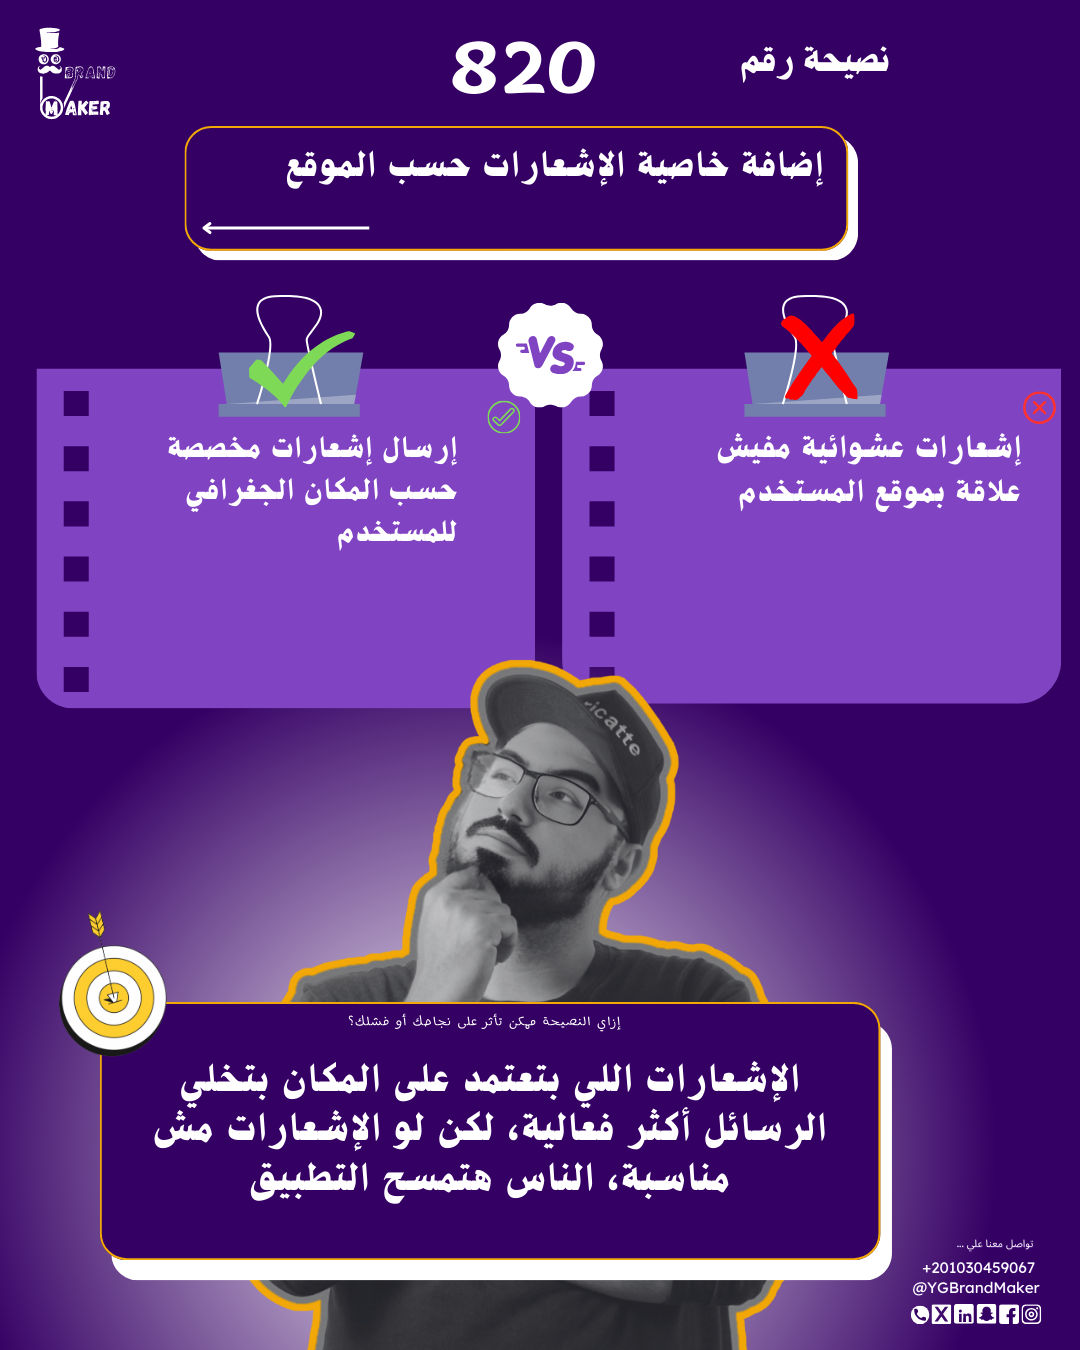 BRAND
MAKER
نصيحة رقم
820
إضافة خاصية الإشعارات حسب الموقع
VS
إشعارات عشوائية مفيش
علاقة بموقع المستخدم
إرسال إشعارات مخصصة
حسب المكان الجغرافي
للمستخدم
icatte
إزاي النصيحة ممكن تأثر على نجاحك أو فشلك؟
الإشعارات اللي بتعتمد على المكان بتخلي
الرسائل أكثر فعالية، لكن لو الإشعارات مش
مناسبة، الناس هتمسح التطبيق
تواصل معنا علي ...
+201030459067
@YGBrandMaker